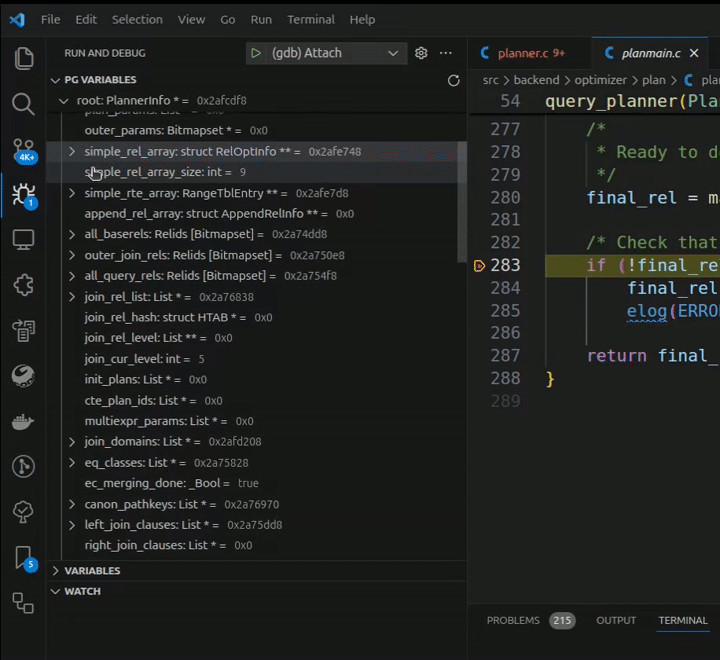 File Edit Selection View Go Run Terminal Help
RUN AND DEBUG (gdb) Attach ...
planner.c 9+ planmain.c
PG VARIABLES
src > backend > optimizer > plan > C
root: PlannerInfo * = 0x2afcdf8
54 query_planner(
plan_params: List * = 0x0
outer_params: Bitmapset * = 0x0
simple_rel_array: struct RelOptInfo ** = 0x2afe748
simple_rel_array_size: int = 9
simple_rte_array: RangeTblEntry ** = 0x2afe7d8
append_rel_array: struct AppendRelInfo ** = 0x0
all_baserels: Relids [Bitmapset] = 0x2a74dd8
outer_join_rels: Relids [Bitmapset] = 0x2a750e8
all_query_rels: Relids [Bitmapset] = 0x2a754f8
join_rel_list: List * = 0x2a76838
join_rel_hash: struct HTAB * = 0x0
join_rel_level: List ** = 0x0
join_cur_level: int = 5
init_plans: List * = 0x0
cte_plan_ids: List * = 0x0
multiexpr_params: List * = 0x0
join_domains: List * = 0x2afd208
eq_classes: List * = 0x2a75828
ec_merging_done: _Bool = true
canon_pathkeys: List * = 0x2a76970
left_join_clauses: List * = 0x2a75dd8
right_join_clauses: List * = 0x0
277 /*
278 * Ready to d
279 */
280 final_rel = m
281
282 /* Check that
283 if (!final_re
284 final_rel
285 elog(ERRO
286
287 return final_
288 }
289
VARIABLES
WATCH
4K+
1
5
PROBLEMS 215 OUTPUT TERMINAL